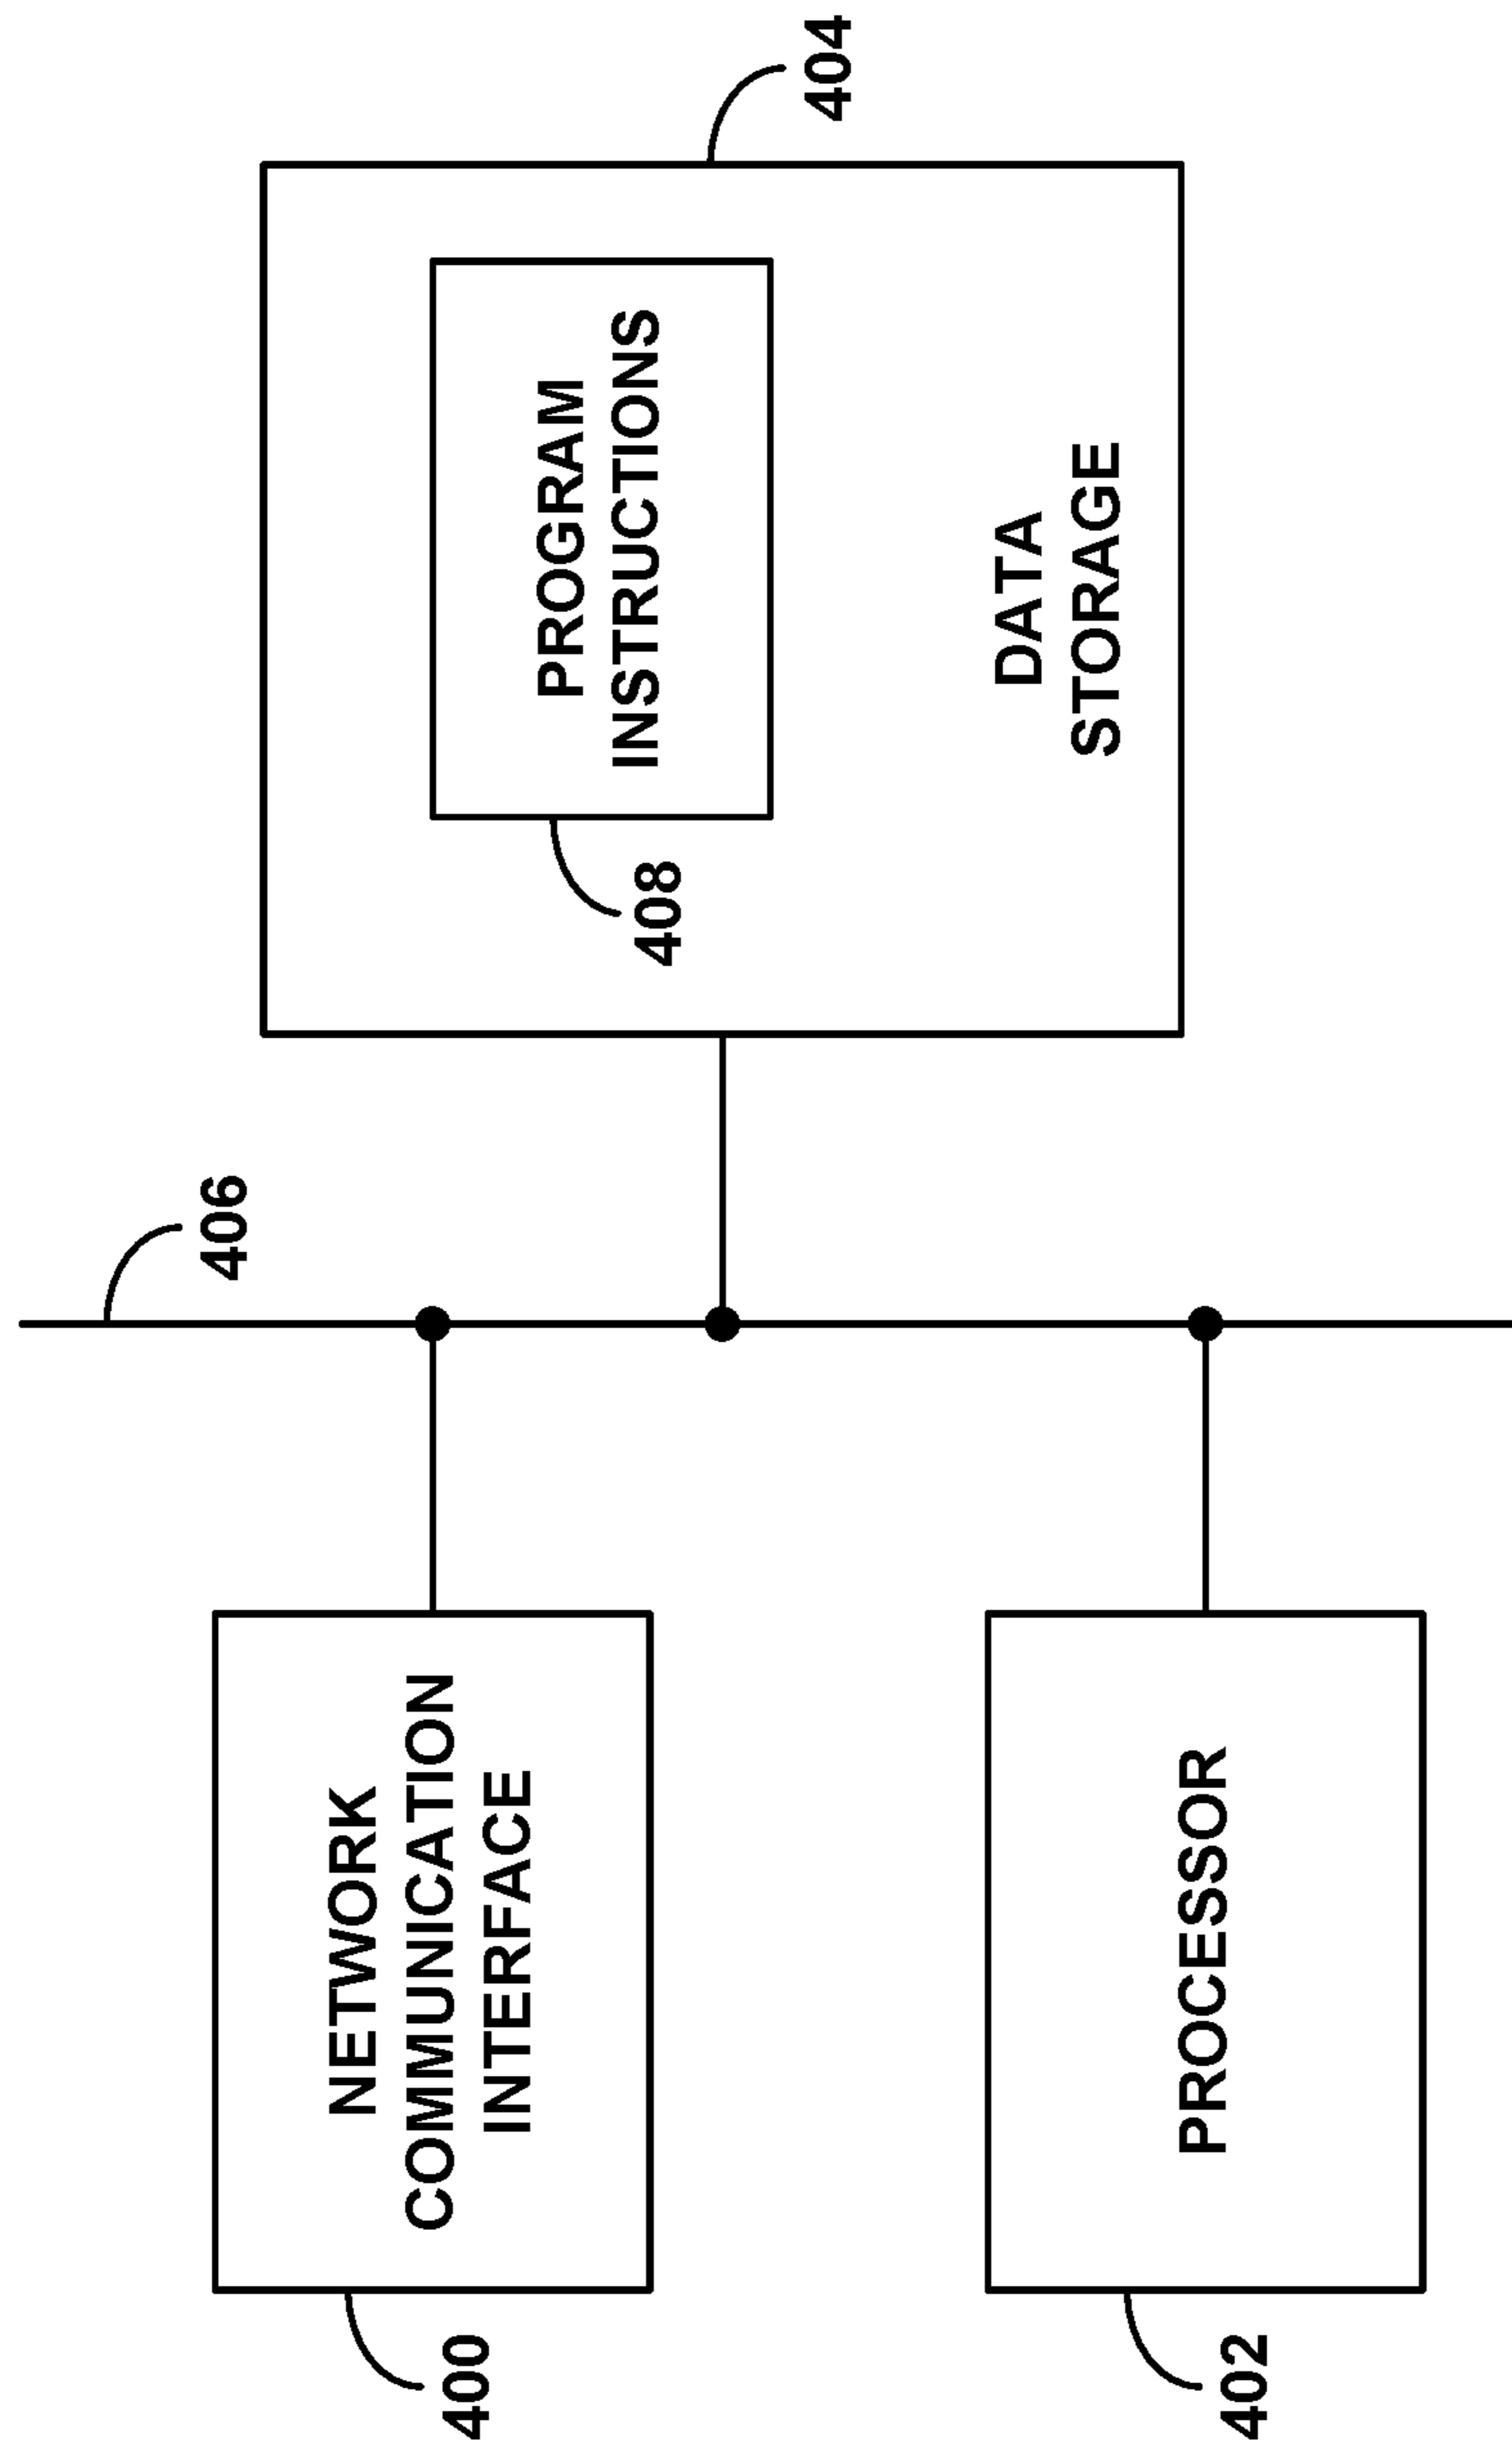 400
NETWORK
COMMUNICATION
INTERFACE
406
408
PROGRAM
INSTRUCTIONS
404
DATA
STORAGE
402
PROCESSOR